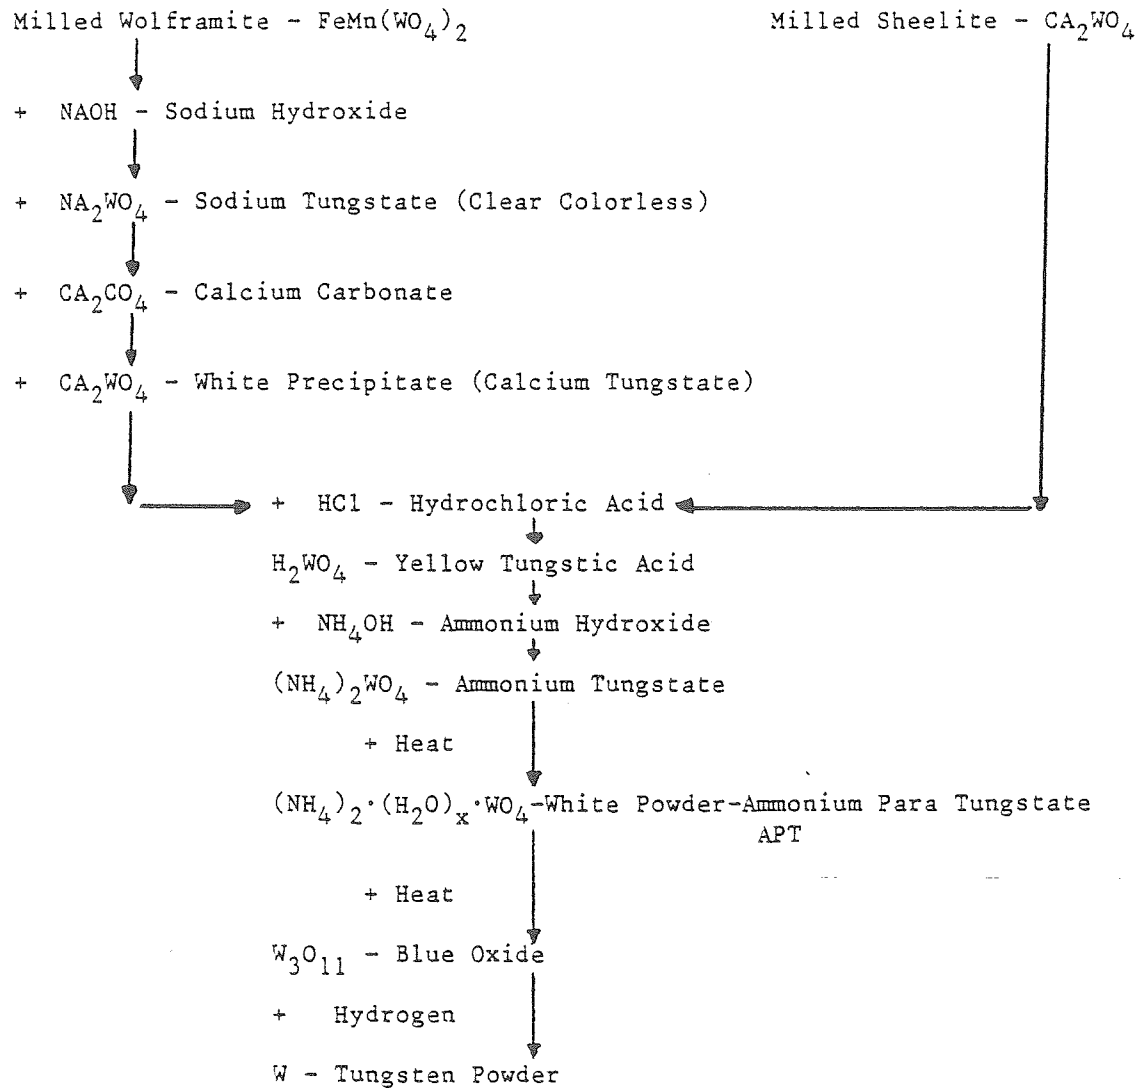 Milled Wolframite - FeMn(WO₄)₂
Milled Sheelite - CA₂WO₄
+ NAOH - Sodium Hydroxide
+ NA₂WO₄ - Sodium Tungstate (Clear Colorless)
+ CA₂CO₄ - Calcium Carbonate
+ CA₂WO₄ - White Precipitate (Calcium Tungstate)
+ HCl - Hydrochloric Acid
H₂WO₄ - Yellow Tungstic Acid
+ NH₄OH - Ammonium Hydroxide
(NH₄)₂WO₄ - Ammonium Tungstate
+ Heat
(NH₄)₂·(H₂O)ₓ·WO₄-White Powder-Ammonium Para Tungstate
APT
+ Heat
W₃O₁₁ - Blue Oxide
+ Hydrogen
W - Tungsten Powder